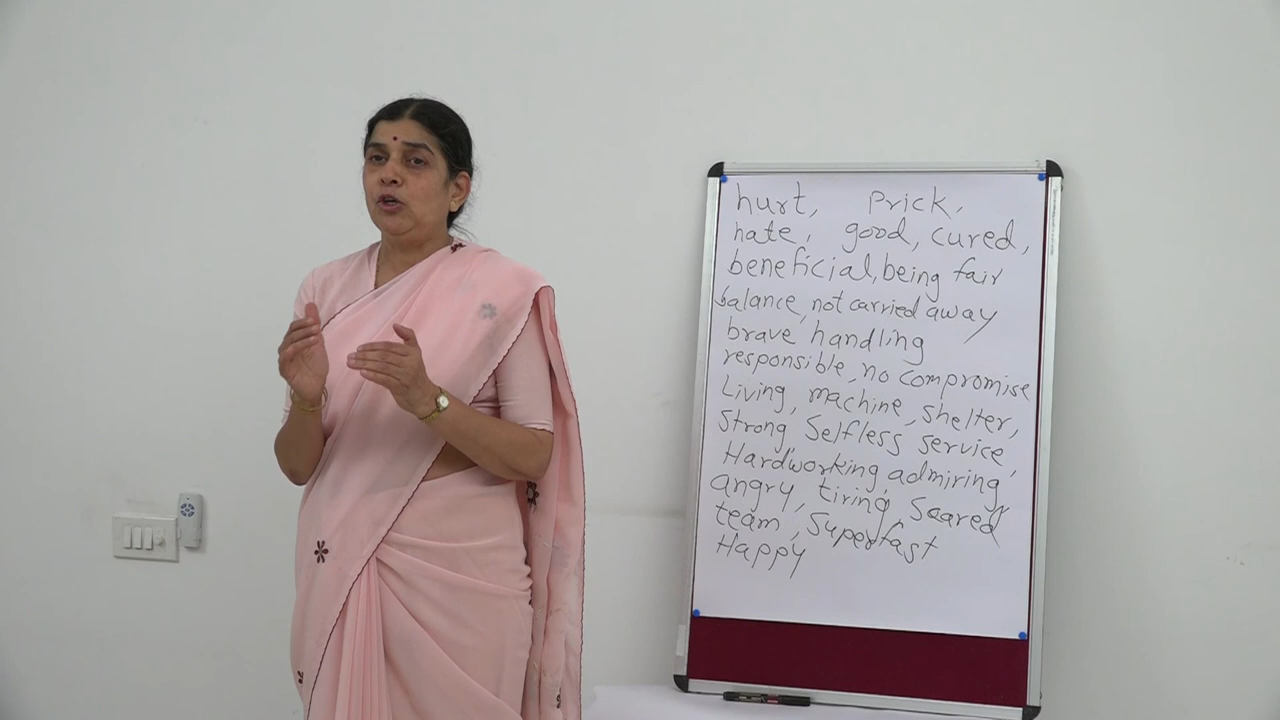 hurt, Prick,
hate, good, cured,
beneficial, being fair
balance, not carried away
brave, handling
responsible, no compromise
Living, machine, shelter,
Strong Selfless service,
Hardworking, admiring,
angry, tiring, Scared
team, Superfast
Happy